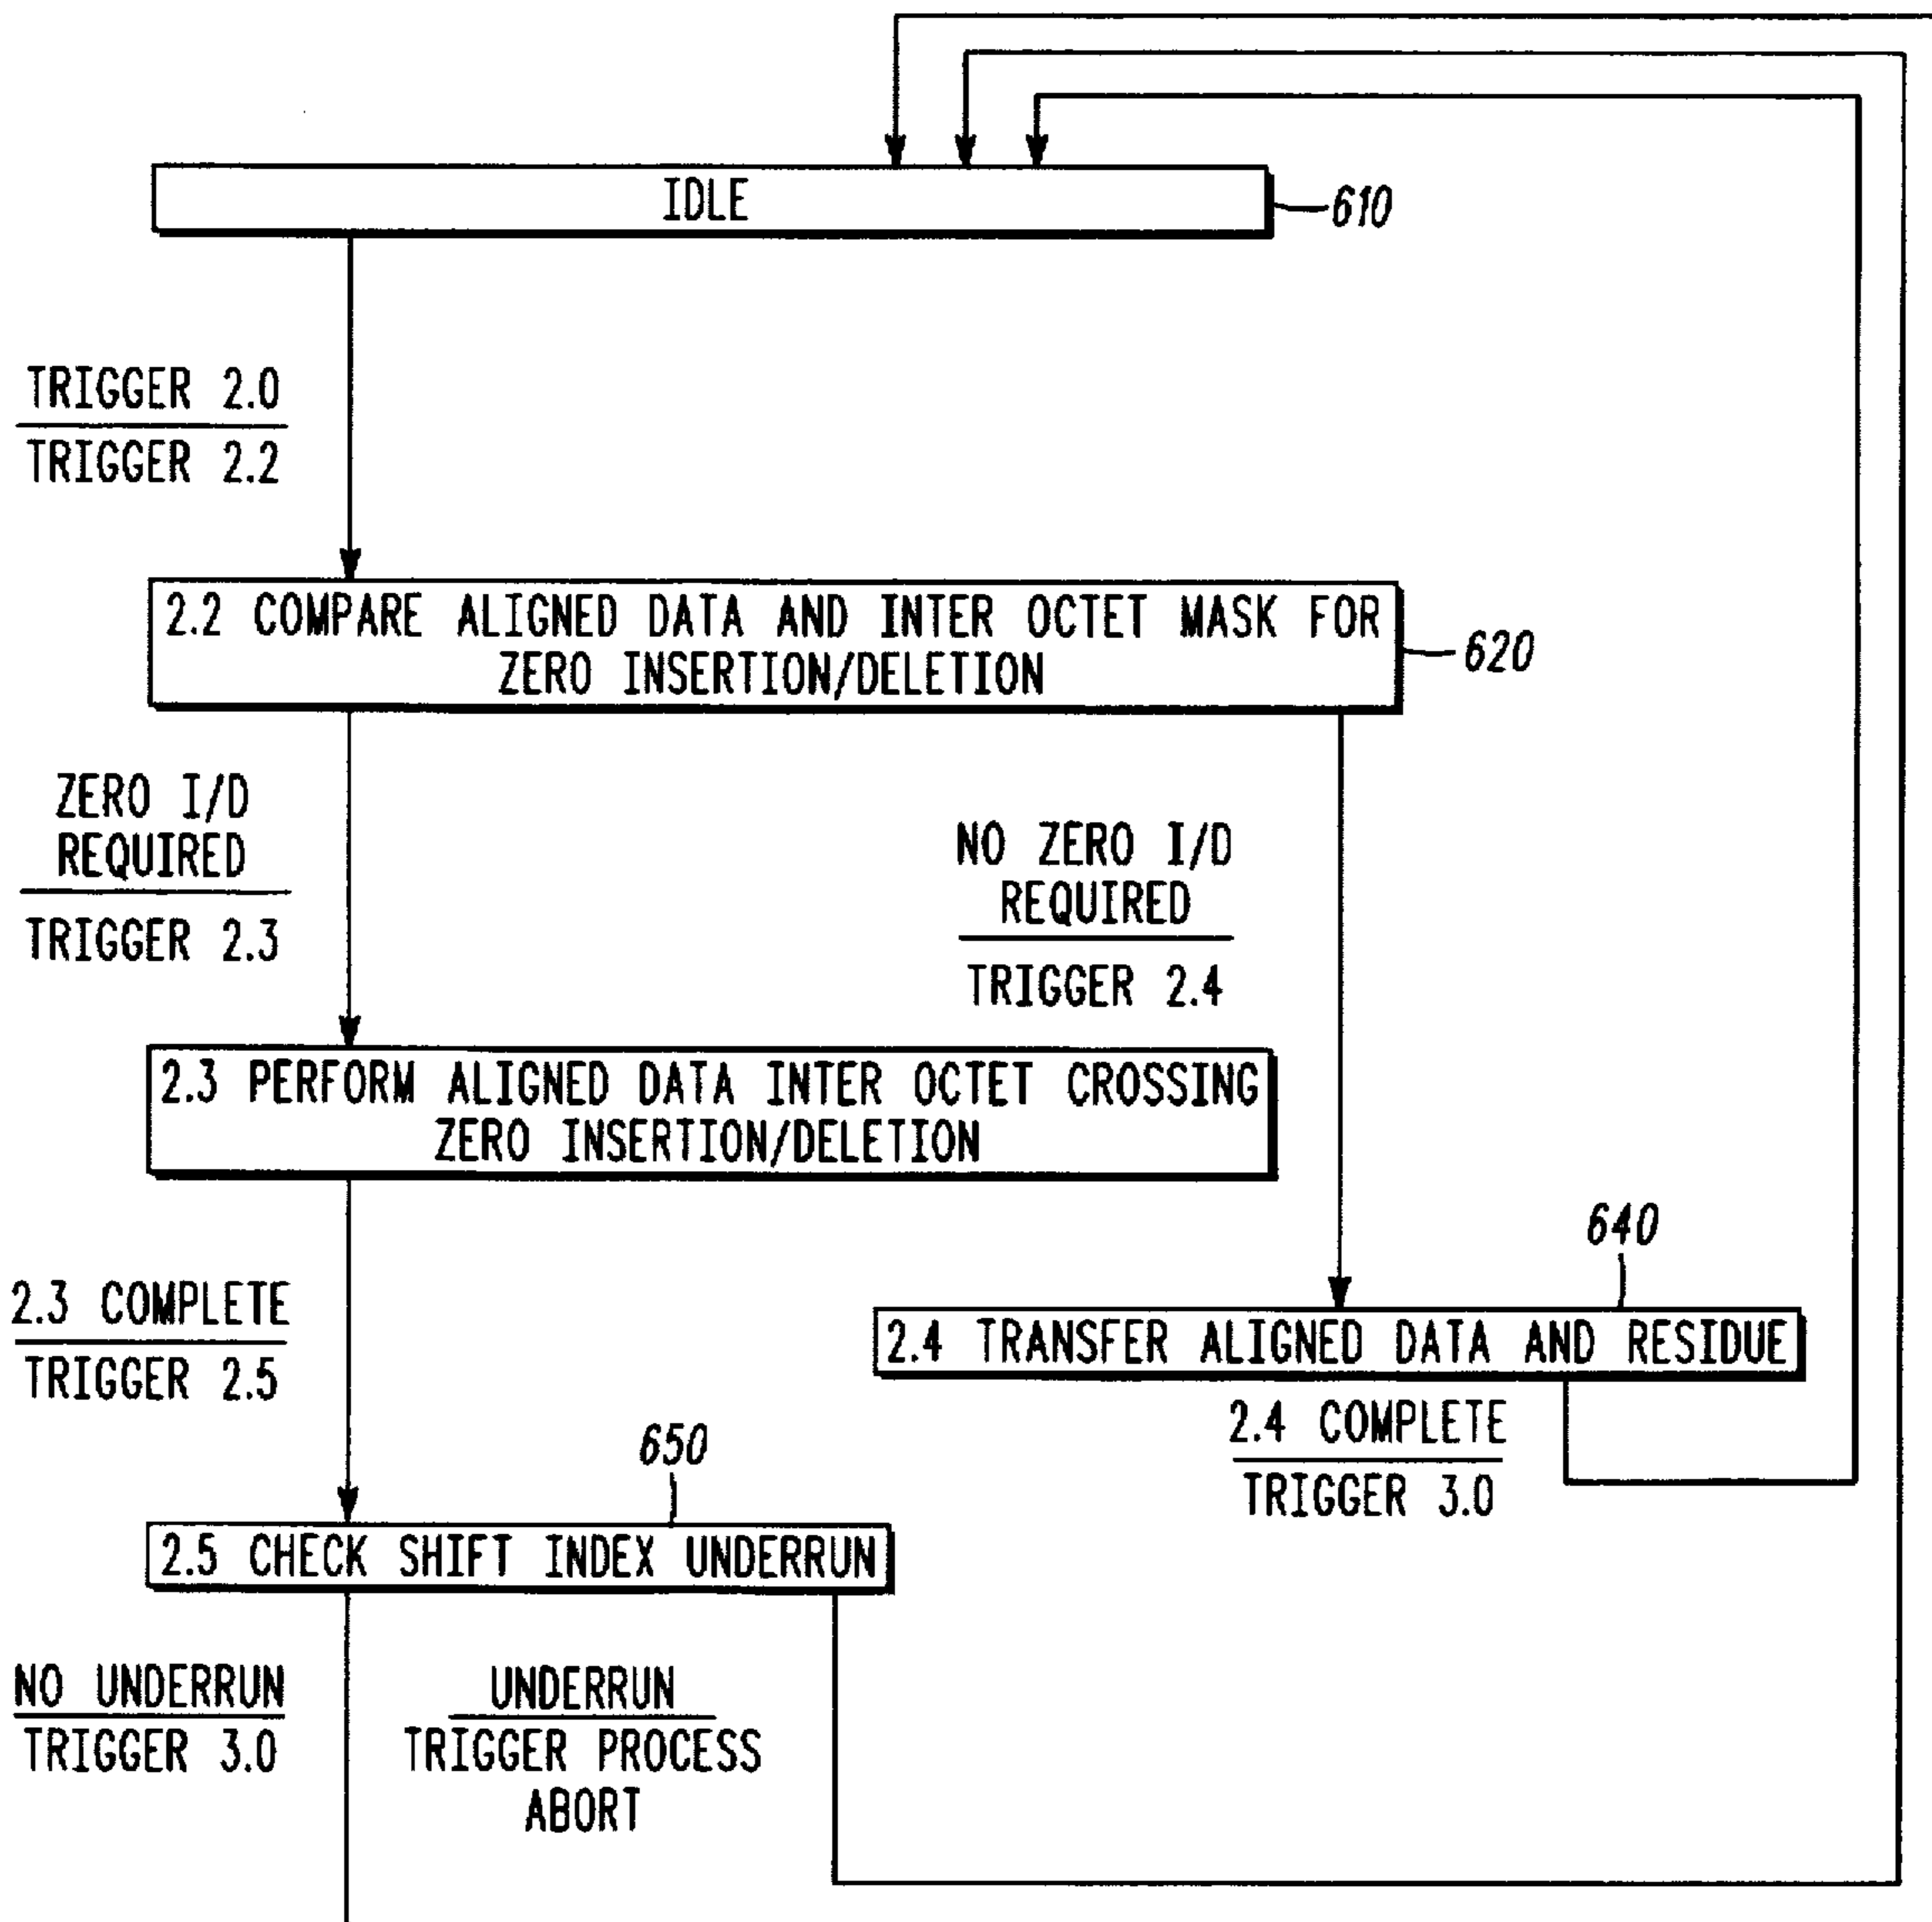 IDLE
610
TRIGGER 2.0
TRIGGER 2.2
2.2 COMPARE ALIGNED DATA AND INTER OCTET MASK FOR
ZERO INSERTION/DELETION
620
ZERO I/D
REQUIRED
TRIGGER 2.3
NO ZERO I/D
REQUIRED
TRIGGER 2.4
2.3 PERFORM ALIGNED DATA INTER OCTET CROSSING
ZERO INSERTION/DELETION
640
2.3 COMPLETE
TRIGGER 2.5
2.4 TRANSFER ALIGNED DATA AND RESIDUE
2.4 COMPLETE
TRIGGER 3.0
650
2.5 CHECK SHIFT INDEX UNDERRUN
NO UNDERRUN
TRIGGER 3.0
UNDERRUN
TRIGGER PROCESS
ABORT